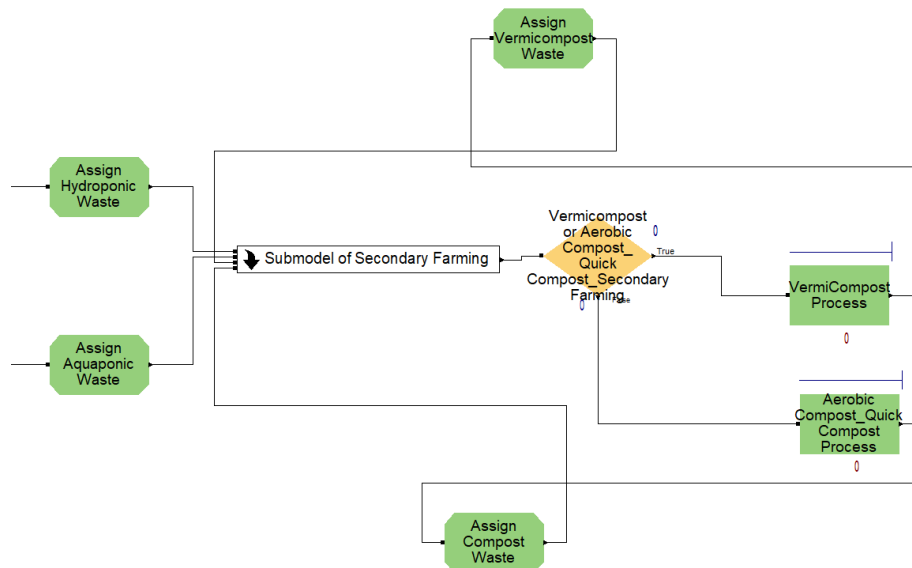 Assign
Vermicompost
Waste
Assign
Hydroponic
Waste
Submodel of Secondary Farming
Vermicompost
or Aerobic
Compost_
Quick
Compost_Secondary
Farming
0
True
False
0
VermiCompost
Process
0
Assign
Aquaponic
Waste
Aerobic
Compost_Quick
Compost
Process
0
Assign
Compost
Waste